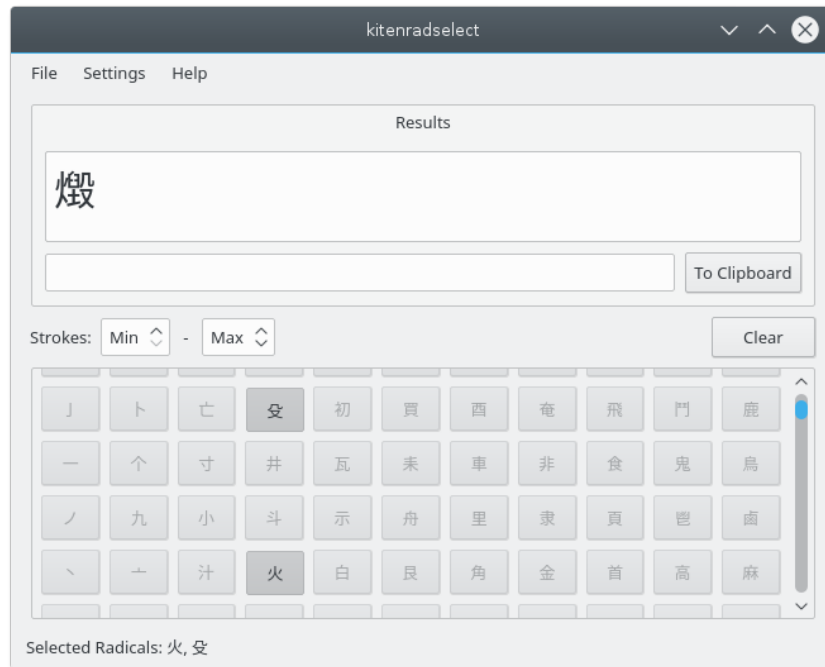 kitenradselect
File Settings Help
Results
燬
To Clipboard
Strokes: Min - Max Clear
亅 卜 亡 殳 初 買 酉 奄 飛 門 鹿
一 个 寸 井 瓦 耒 車 非 食 鬼 鳥
ノ 九 小 斗 示 舟 里 隶 頁 鬯 鹵
丶 亠 汁 火 白 艮 角 金 首 高 麻
Selected Radicals: 火, 殳